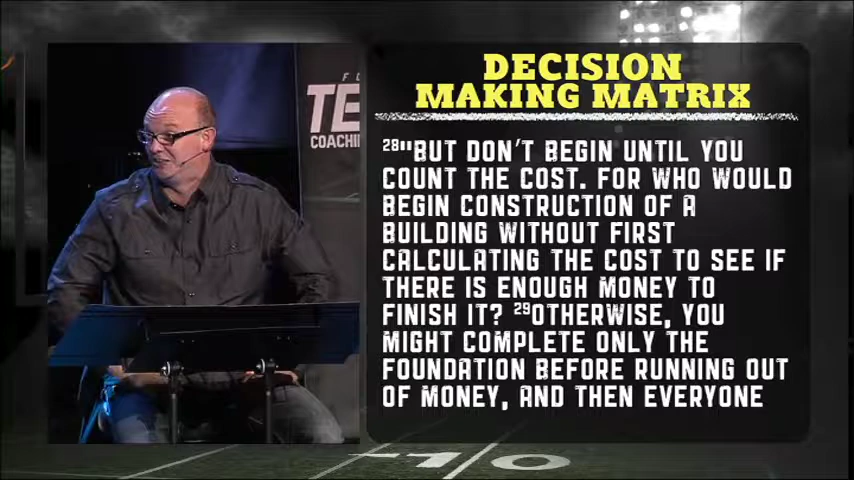 DECISION
MAKING MATRIX
28"BUT DON'T BEGIN UNTIL YOU
COUNT THE COST. FOR WHO WOULD
BEGIN CONSTRUCTION OF A
BUILDING WITHOUT FIRST
CALCULATING THE COST TO SEE IF
THERE IS ENOUGH MONEY TO
FINISH IT? 29OTHERWISE, YOU
MIGHT COMPLETE ONLY THE
FOUNDATION BEFORE RUNNING OUT
OF MONEY, AND THEN EVERYONE
10